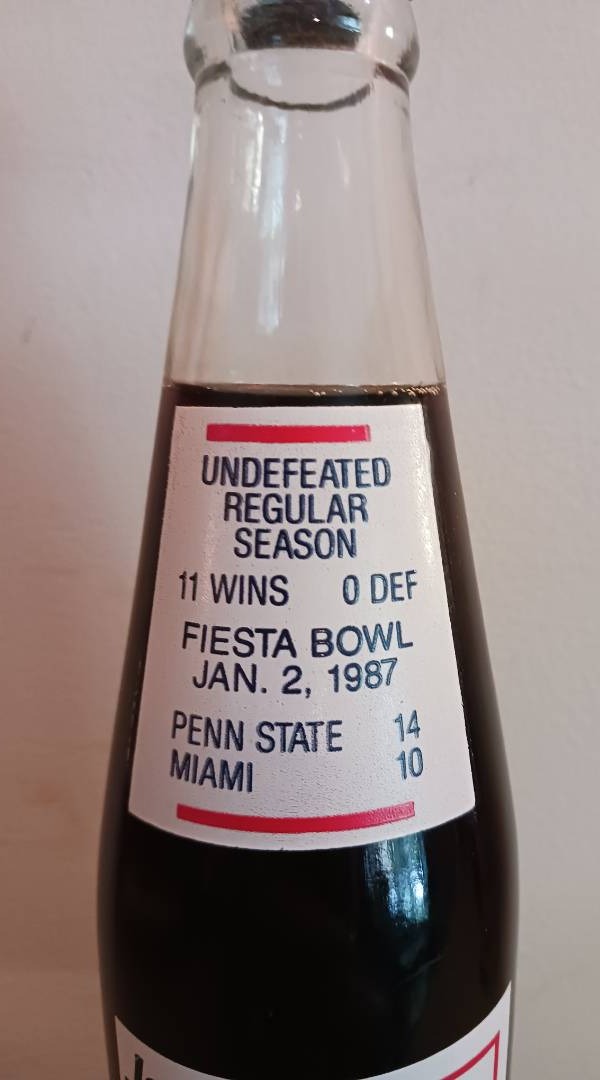 UNDEFEATED
REGULAR
SEASON
11 WINS 0 DEF
FIESTA BOWL
JAN. 2, 1987
PENN STATE 14
MIAMI 10